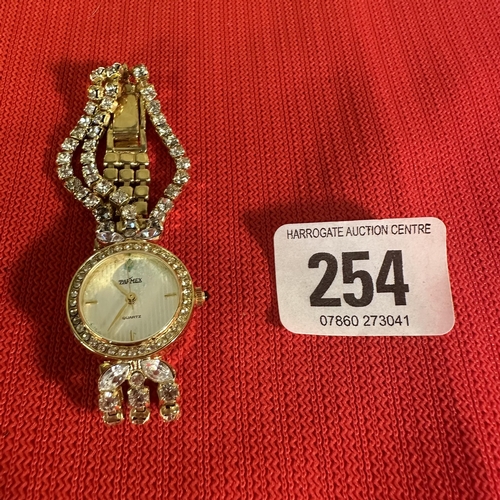 QUARTZ
HARROGATE AUCTION CENTRE
254
07860 273041